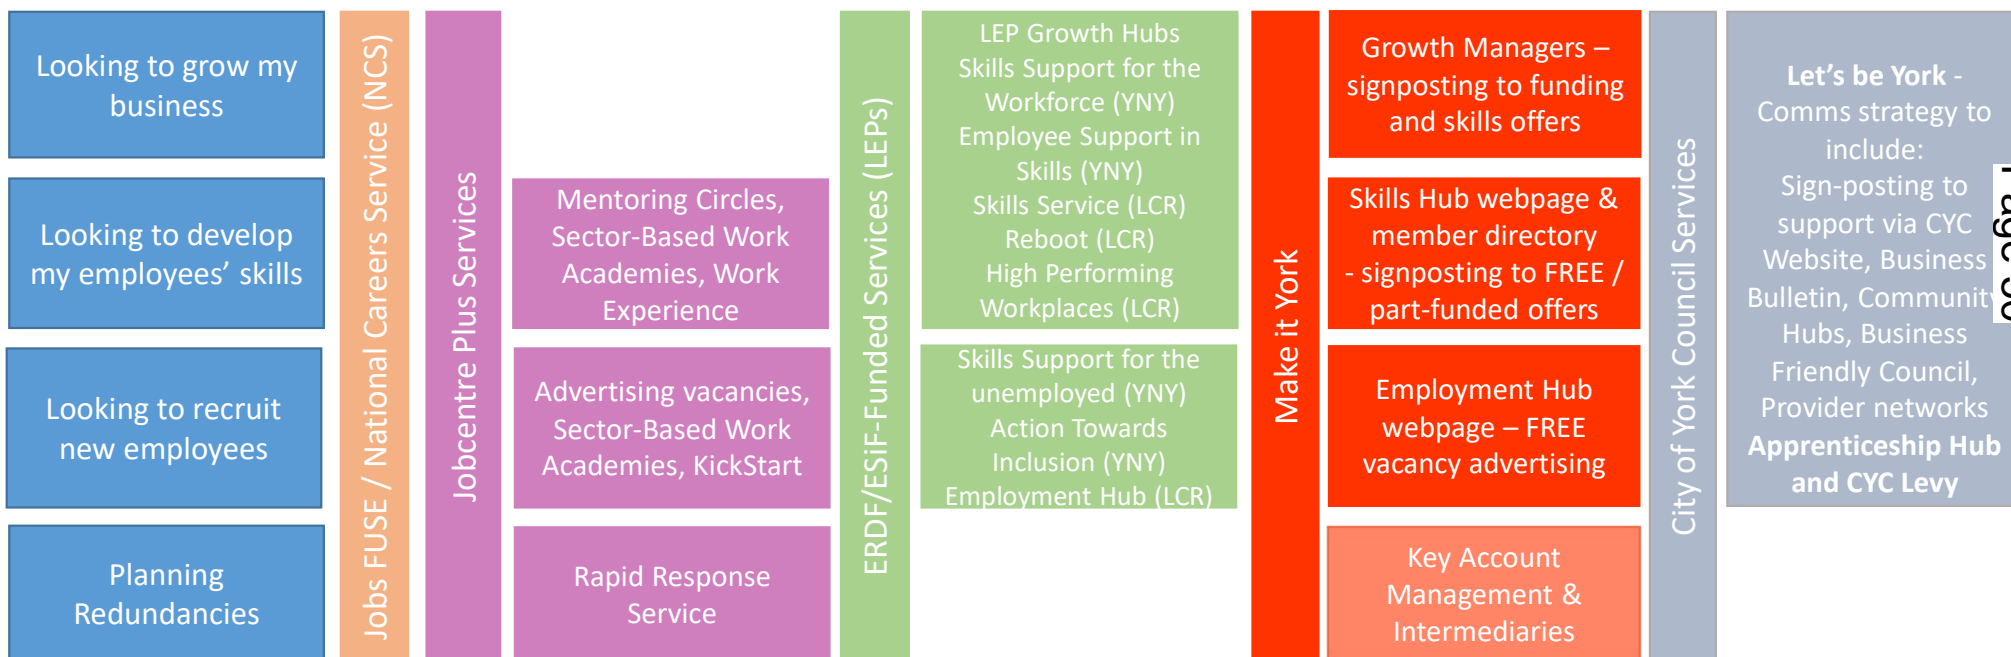 Looking to grow my
business
Looking to develop
my employees’ skills
Looking to recruit
new employees
Planning
Redundancies
Jobs FUSE / National Careers Service (NCS)
Jobcentre Plus Services
Mentoring Circles,
Sector-Based Work
Academies, Work
Experience
Advertising vacancies,
Sector-Based Work
Academies, KickStart
Rapid Response
Service
ERDF/ESiF-Funded Services (LEPs)
LEP Growth Hubs
Skills Support for the
Workforce (YNY)
Employee Support in
Skills (YNY)
Skills Service (LCR)
Reboot (LCR)
High Performing
Workplaces (LCR)
Skills Support for the
unemployed (YNY)
Action Towards
Inclusion (YNY)
Employment Hub (LCR)
Make it York
Growth Managers –
signposting to funding
and skills offers
Skills Hub webpage &
member directory
- signposting to FREE /
part-funded offers
Employment Hub
webpage – FREE
vacancy advertising
Key Account
Management &
Intermediaries
City of York Council Services
Let’s be York -
Comms strategy to
include:
Sign-posting to
support via CYC
Website, Business
Bulletin, Community
Hubs, Business
Friendly Council,
Provider networks
Apprenticeship Hub
and CYC Levy